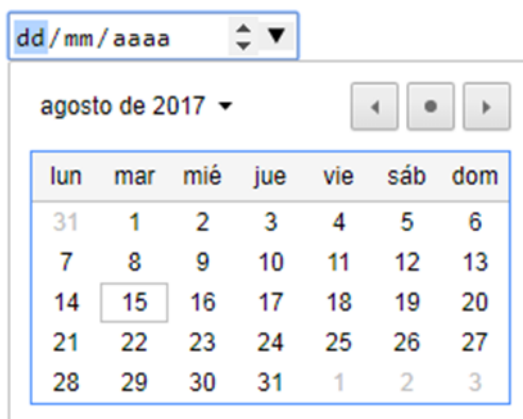 dd/mm/aaaa
agosto de 2017
lun mar mié jue vie sáb dom
31 1 2 3 4 5 6
7 8 9 10 11 12 13
14 15 16 17 18 19 20
21 22 23 24 25 26 27
28 29 30 31 1 2 3